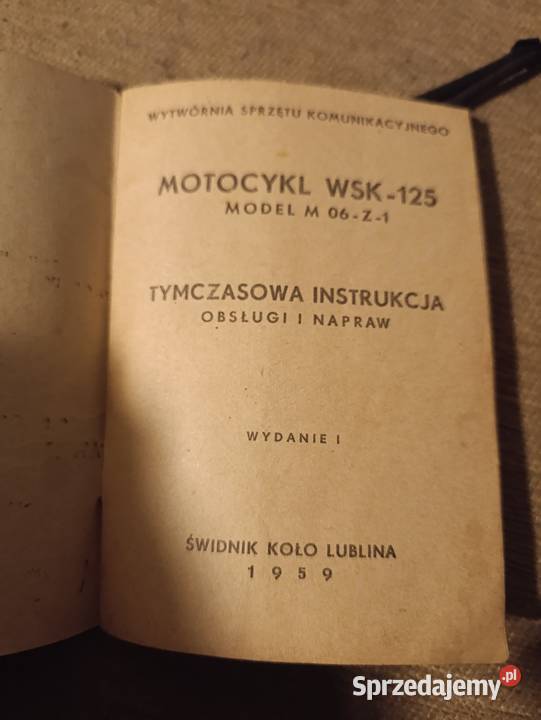 WYTWÓRNIA SPRZĘTU KOMUNIKACYJNEGO
MOTOCYKL WSK-125
MODEL M 06-Z-1
TYMCZASOWA INSTRUKCJA
OBSŁUGI I NAPRAW
WYDANIE I
ŚWIDNIK KOŁO LUBLINA
1959
Sprzedajemy.pl